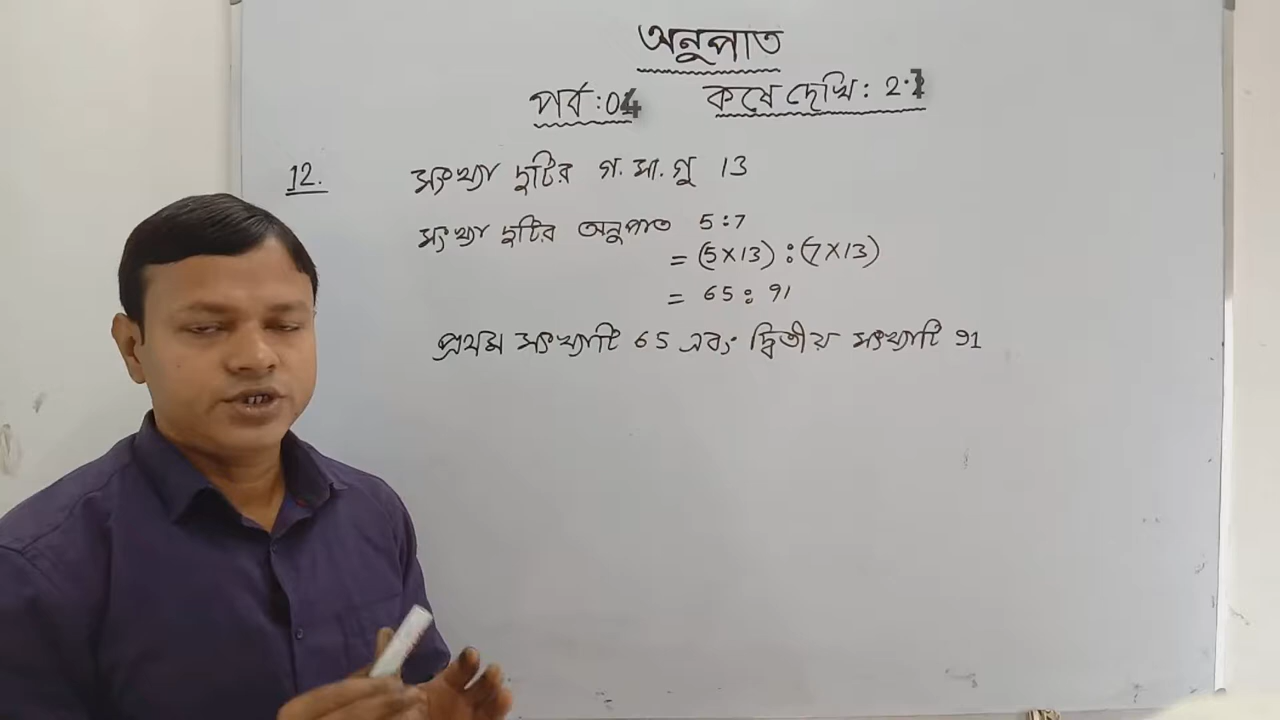 অনুপাত
পর্ব : 04 কষে দেখি : 2.1
12. সংখ্যা দুটির গ. সা. গু 13
সংখ্যা দুটির অনুপাত 5 : 7
= (5 × 13) : (7 × 13)
= 65 : 91
প্রথম সংখ্যাটি 65 এবং দ্বিতীয় সংখ্যাটি 91